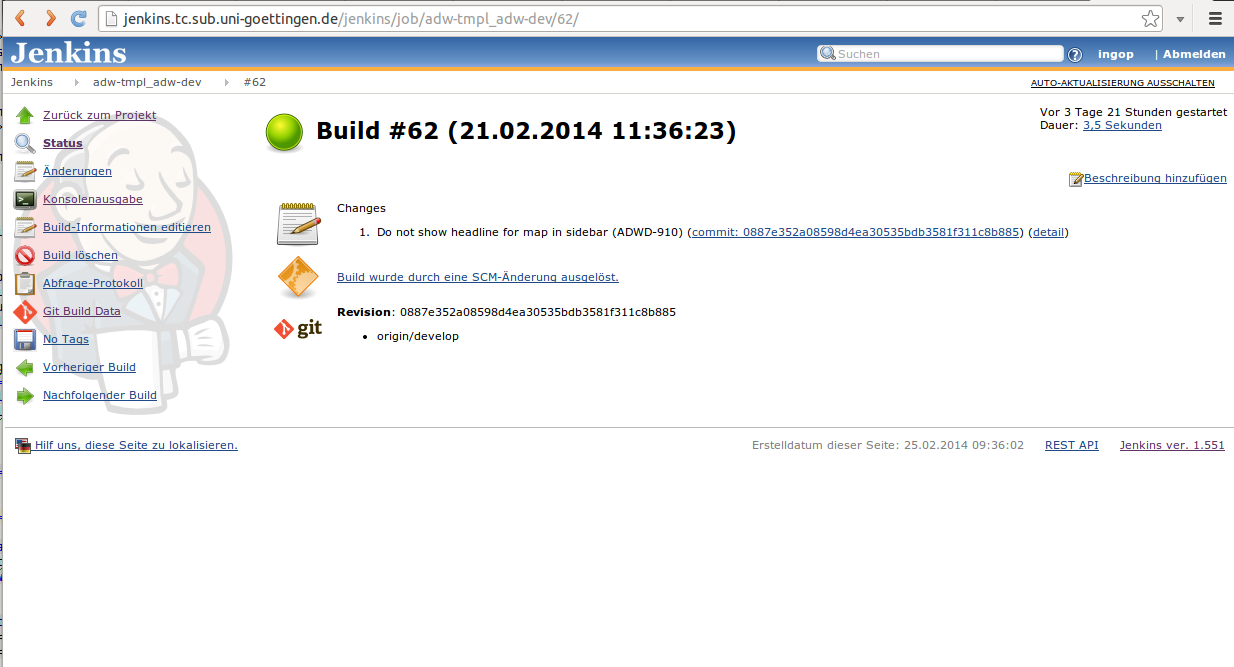 jenkins.tc.sub.uni-goettingen.de/jenkins/job/adw-tmpl_adw-dev/62/
Jenkins
Suchen
? ingop | Abmelden
Jenkins adw-tmpl_adw-dev #62
AUTO-AKTUALISIERUNG AUSSCHALTEN
Zurück zum Projekt
Status
Änderungen
Konsolenausgabe
Build-Informationen editieren
Build löschen
Abfrage-Protokoll
Git Build Data
No Tags
Vorheriger Build
Nachfolgender Build
Build #62 (21.02.2014 11:36:23)
Vor 3 Tage 21 Stunden gestartet
Dauer: 3,5 Sekunden
Beschreibung hinzufügen
Changes
1. Do not show headline for map in sidebar (ADWD-910) (commit: 0887e352a08598d4ea30535bdb3581f311c8b885) (detail)
Build wurde durch eine SCM-Änderung ausgelöst.
git
Revision: 0887e352a08598d4ea30535bdb3581f311c8b885
• origin/develop
Hilf uns, diese Seite zu lokalisieren.
Erstelldatum dieser Seite: 25.02.2014 09:36:02 REST API Jenkins ver. 1.551